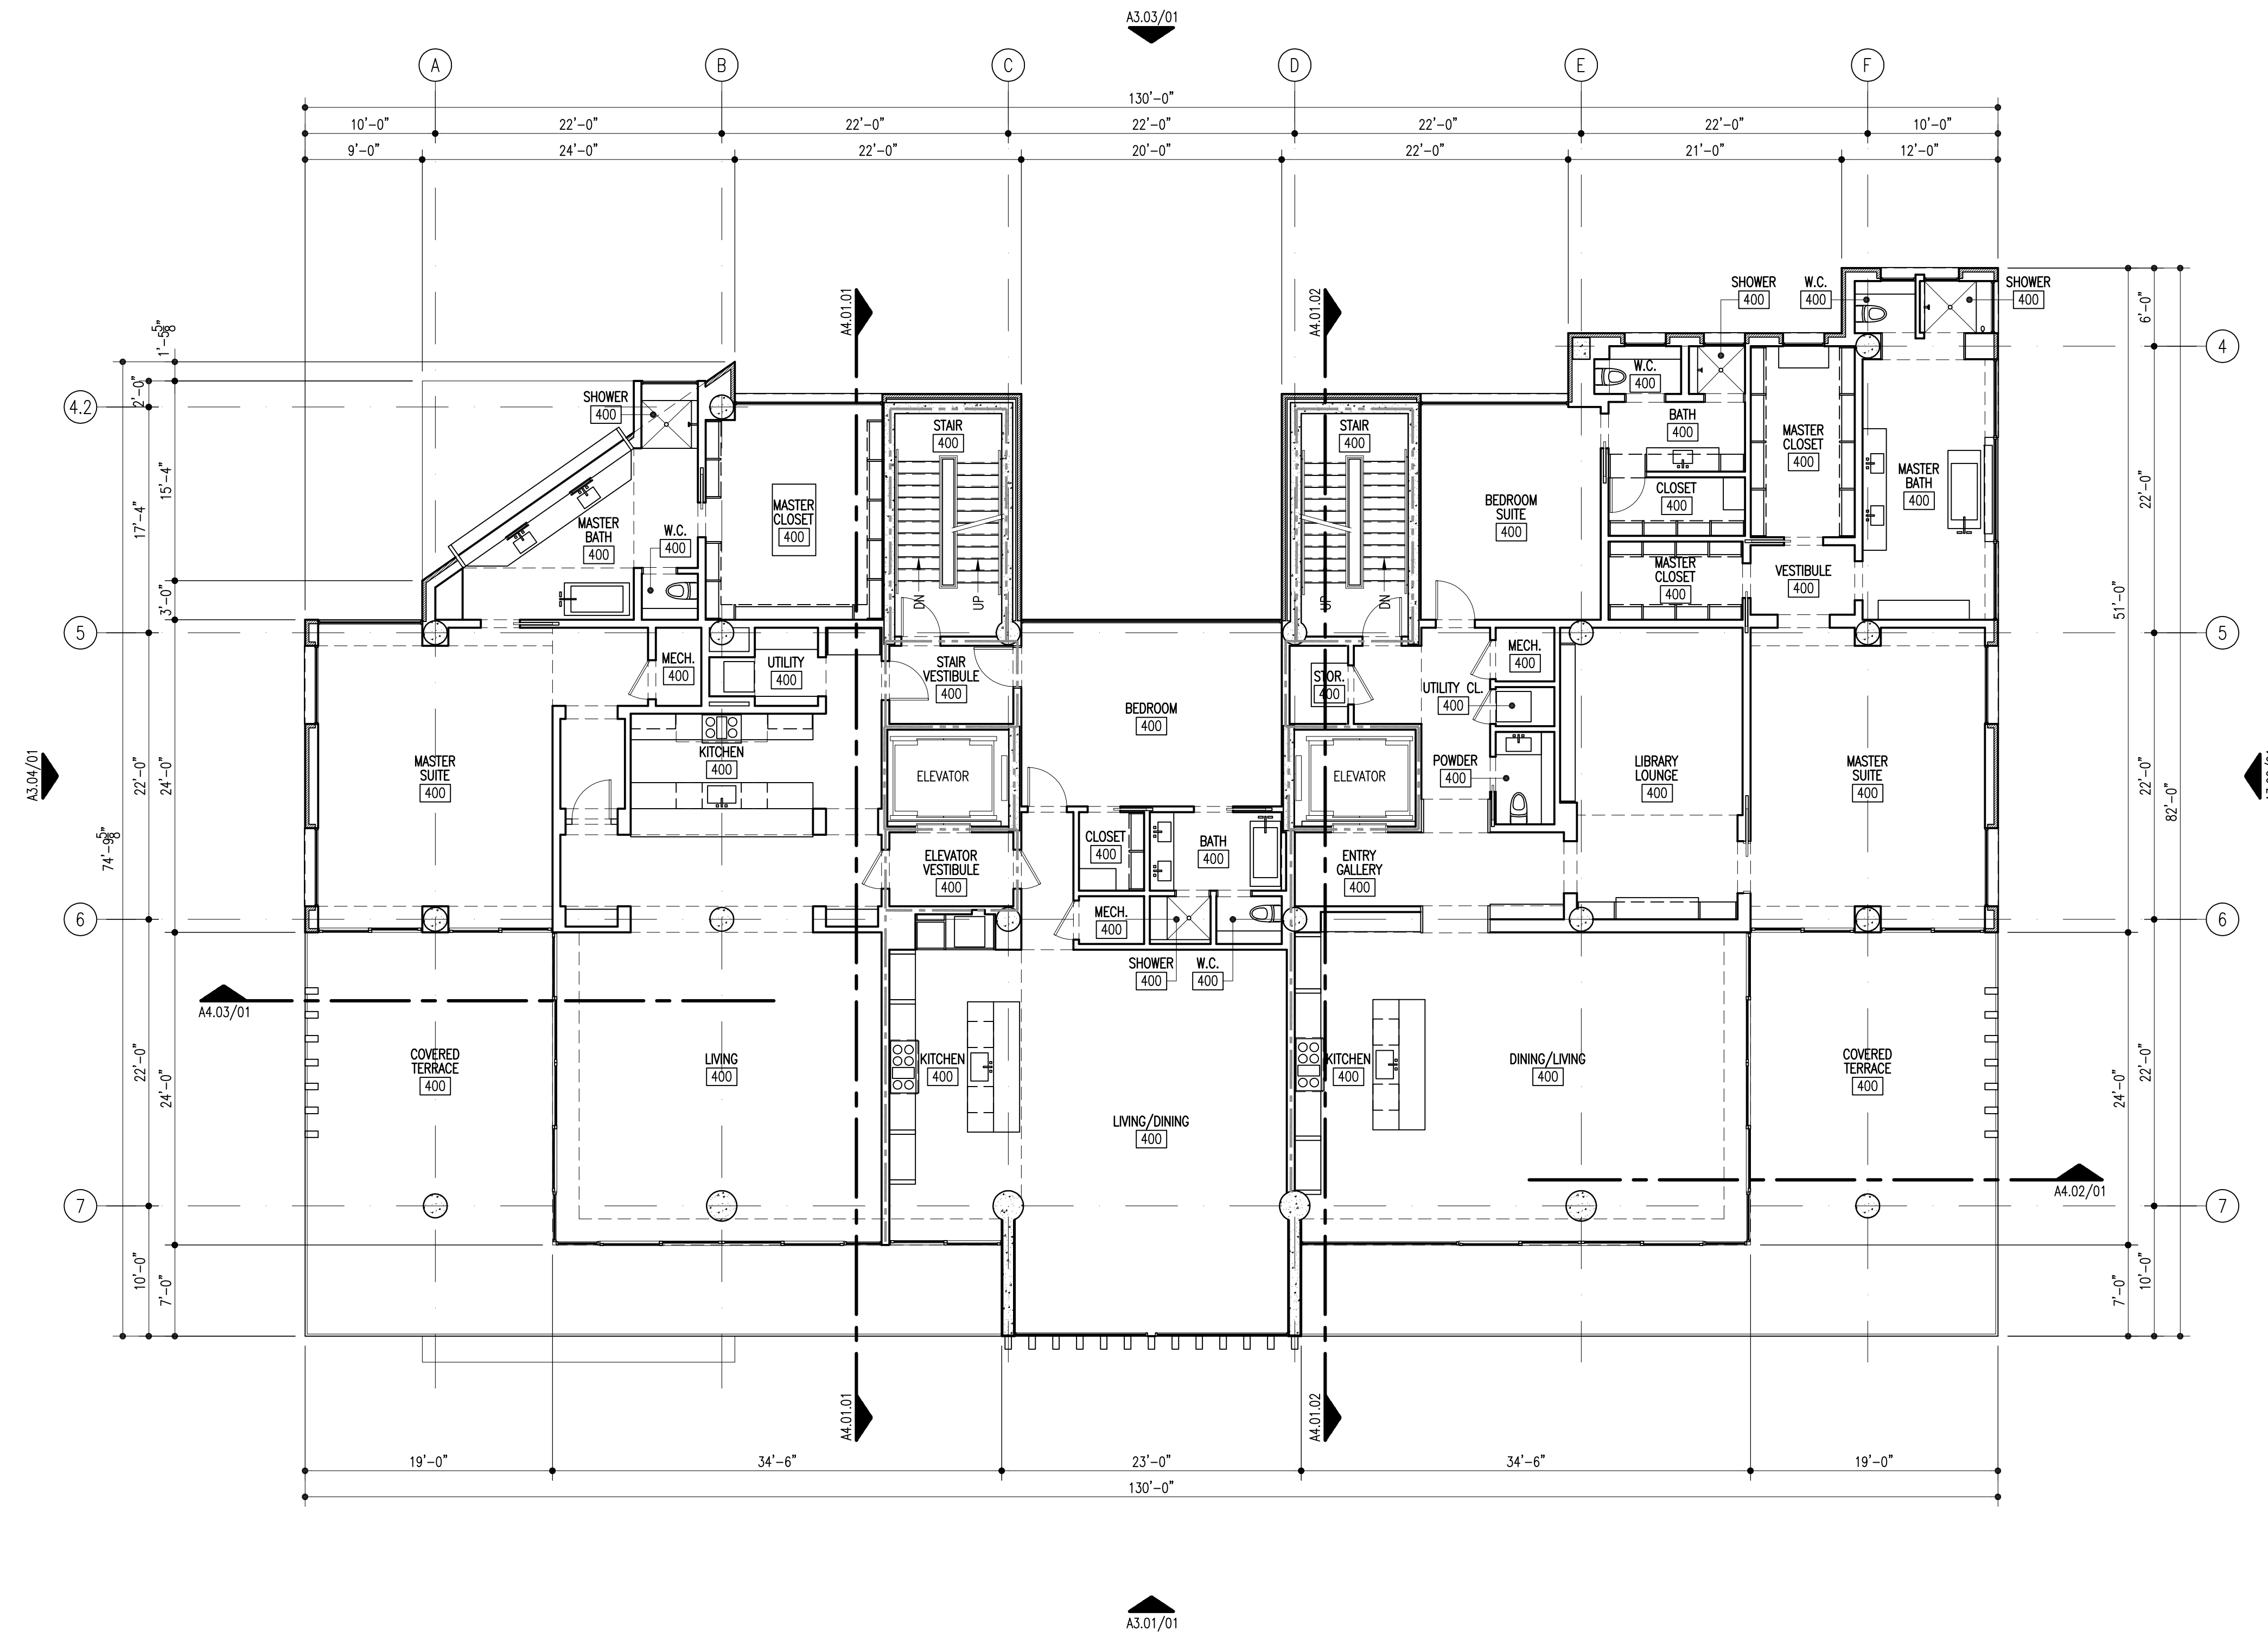 A3.03/01
A
B
C
D
E
F
130'-0"
10'-0"
22'-0"
22'-0"
22'-0"
22'-0"
22'-0"
10'-0"
9'-0"
24'-0"
22'-0"
20'-0"
22'-0"
21'-0"
12'-0"
A4.01.01
A4.01.02
SHOWER
400
W.C.
400
SHOWER
400
6'-0"
4
1'-5 5/8"
2'-0"
4.2
SHOWER
400
STAIR
400
STAIR
400
W.C.
400
BATH
400
MASTER
CLOSET
400
MASTER
BATH
400
15'-4"
17'-4"
22'-0"
MASTER
CLOSET
400
BEDROOM
SUITE
400
CLOSET
400
MASTER
BATH
400
W.C.
400
MASTER
CLOSET
400
VESTIBULE
400
3'-0"
DN
UP
UP
DN
51'-0"
5
5
MECH.
400
UTILITY
400
STAIR
VESTIBULE
400
STOR.
400
MECH.
400
UTILITY CL.
400
BEDROOM
400
MASTER
SUITE
400
KITCHEN
400
ELEVATOR
ELEVATOR
POWDER
400
LIBRARY
LOUNGE
400
MASTER
SUITE
400
A3.04/01
74'-9 5/8"
22'-0"
24'-0"
22'-0"
82'-0"
ELEVATOR
VESTIBULE
400
CLOSET
400
BATH
400
ENTRY
GALLERY
400
6
6
MECH.
400
SHOWER
400
W.C.
400
A4.03/01
COVERED
TERRACE
400
LIVING
400
KITCHEN
400
LIVING/DINING
400
KITCHEN
400
DINING/LIVING
400
COVERED
TERRACE
400
22'-0"
24'-0"
24'-0"
22'-0"
A4.02/01
7
7
10'-0"
7'-0"
7'-0"
10'-0"
A4.01.01
A4.01.02
19'-0"
34'-6"
23'-0"
34'-6"
19'-0"
130'-0"
A3.01/01